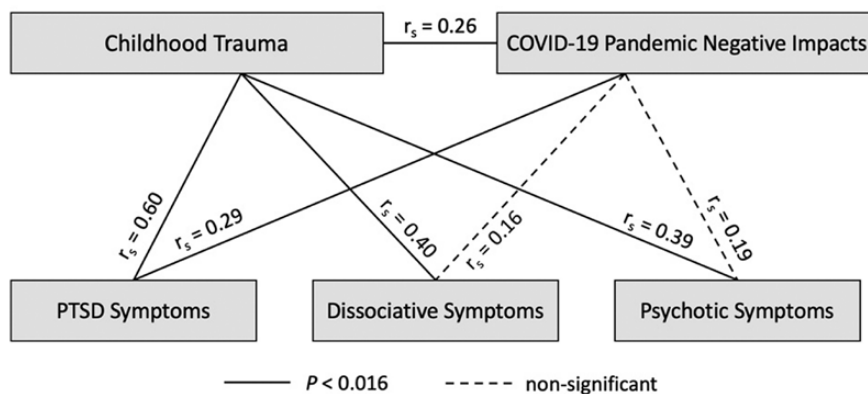 Childhood Trauma
r_s = 0.26
COVID-19 Pandemic Negative Impacts
r_s = 0.60
r_s = 0.29
r_s = 0.40
r_s = 0.16
r_s = 0.39
r_s = 0.19
PTSD Symptoms
Dissociative Symptoms
Psychotic Symptoms
P < 0.016
non-significant